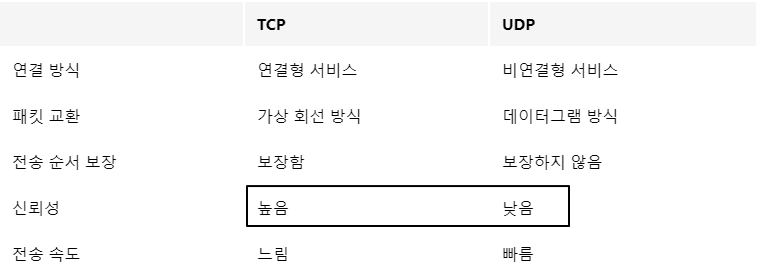 TCP UDP
연결 방식 연결형 서비스 비연결형 서비스
패킷 교환 가상 회선 방식 데이터그램 방식
전송 순서 보장 보장함 보장하지 않음
신뢰성 높음 낮음
전송 속도 느림 빠름